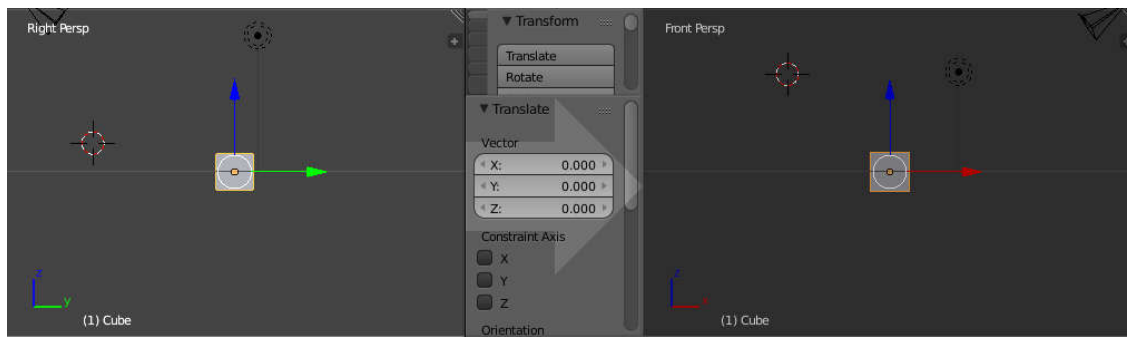 Right Persp
z
y
(1) Cube
▼ Transform
Translate
Rotate
▼ Translate
Vector
X: 0.000
Y: 0.000
Z: 0.000
Constraint Axis
X
Y
Z
Orientation
Front Persp
z
x
(1) Cube